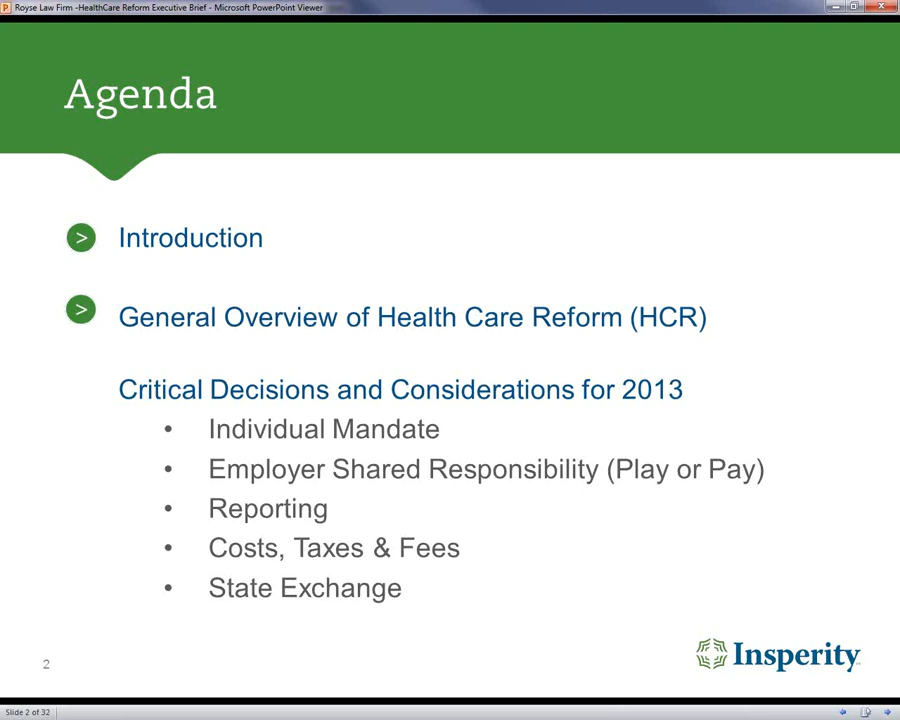 Royse Law Firm -HealthCare Reform Executive Brief - Microsoft PowerPoint Viewer
Agenda
> Introduction
> General Overview of Health Care Reform (HCR)
Critical Decisions and Considerations for 2013
• Individual Mandate
• Employer Shared Responsibility (Play or Pay)
• Reporting
• Costs, Taxes & Fees
• State Exchange
2
Insperity
Slide 2 of 32